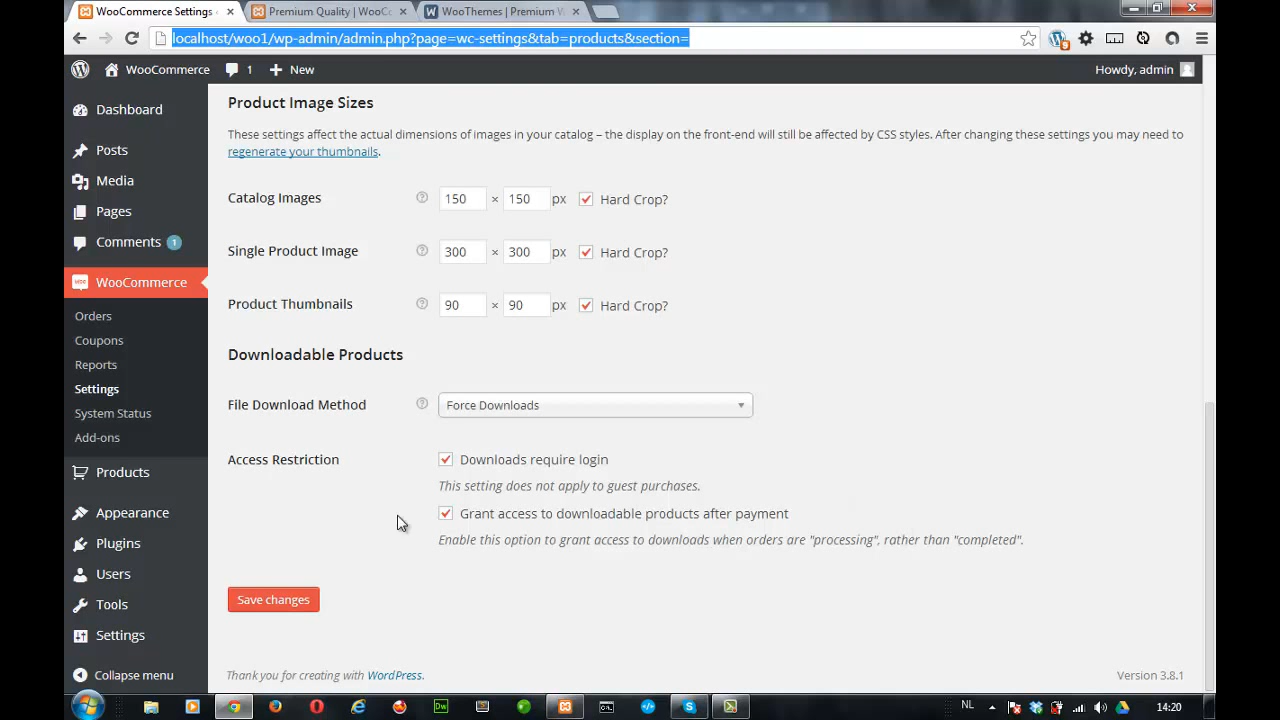 WooCommerce Settings
Premium Quality | WooC
WooThemes | Premium W
localhost/woo1/wp-admin/admin.php?page=wc-settings&tab=products&section=
9
WooCommerce
1
New
Howdy, admin
Dashboard
Posts
Media
Pages
Comments 1
WooCommerce
Orders
Coupons
Reports
Settings
System Status
Add-ons
Products
Appearance
Plugins
Users
Tools
Settings
Collapse menu
Product Image Sizes
These settings affect the actual dimensions of images in your catalog – the display on the front-end will still be affected by CSS styles. After changing these settings you may need to
regenerate your thumbnails.
Catalog Images ? 150 × 150 px Hard Crop?
Single Product Image ? 300 × 300 px Hard Crop?
Product Thumbnails ? 90 × 90 px Hard Crop?
Downloadable Products
File Download Method ? Force Downloads
Access Restriction Downloads require login
This setting does not apply to guest purchases.
Grant access to downloadable products after payment
Enable this option to grant access to downloads when orders are "processing", rather than "completed".
Save changes
Thank you for creating with WordPress.
Version 3.8.1
Dw
NL
14:20